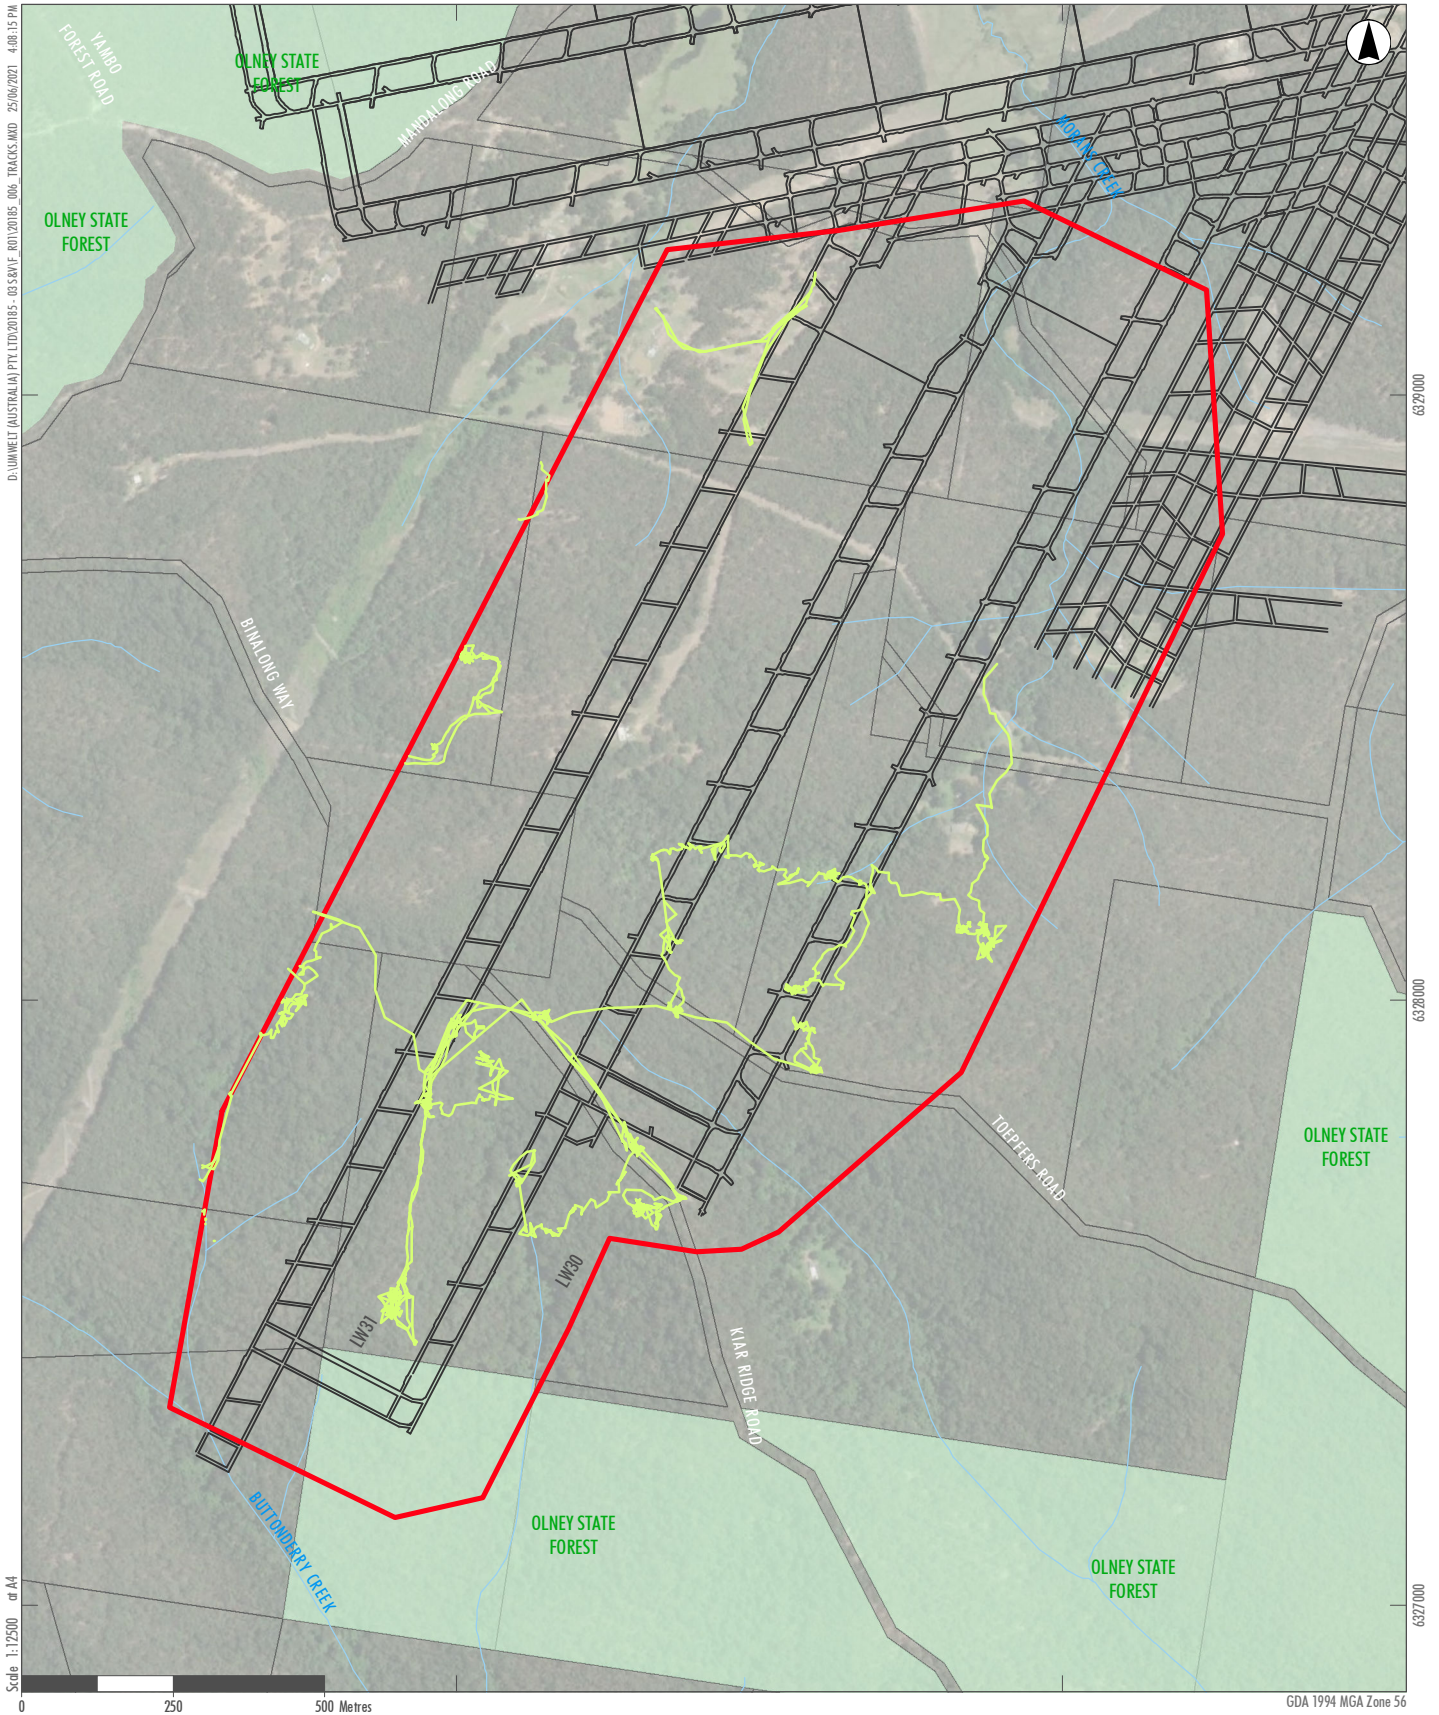 D:\UMWELT (AUSTRALIA) PTY. LTD\20185 - 03 S&V\F_R01\20185_006_TRACKS.MXD 25/06/2021 4:08:15 PM
YAMBO
FOREST ROAD
OLNEY STATE
FOREST
MANDALONG ROAD
MORANS CREEK
OLNEY STATE
FOREST
6329000
BINALONG WAY
6328000
TOEPFERS ROAD
OLNEY STATE
FOREST
LW30
LW31
KIAR RIDGE ROAD
BUTTONDERRY CREEK
OLNEY STATE
FOREST
OLNEY STATE
FOREST
6327000
Scale 1:12500 at A4
0 250 500 Metres
GDA 1994 MGA Zone 56